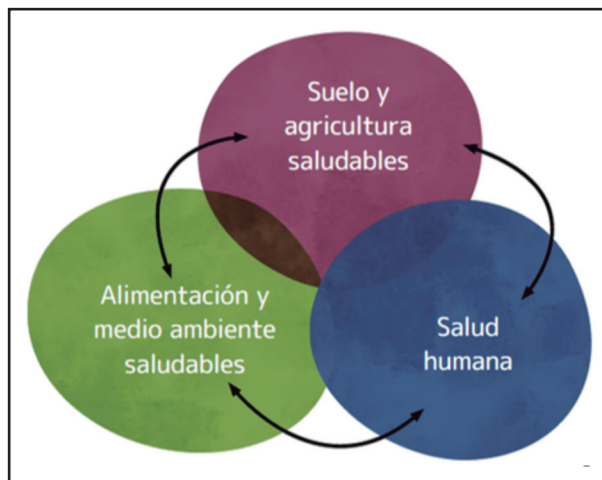 Suelo y
agricultura
saludables
Alimentación y
medio ambiente
saludables
Salud
humana